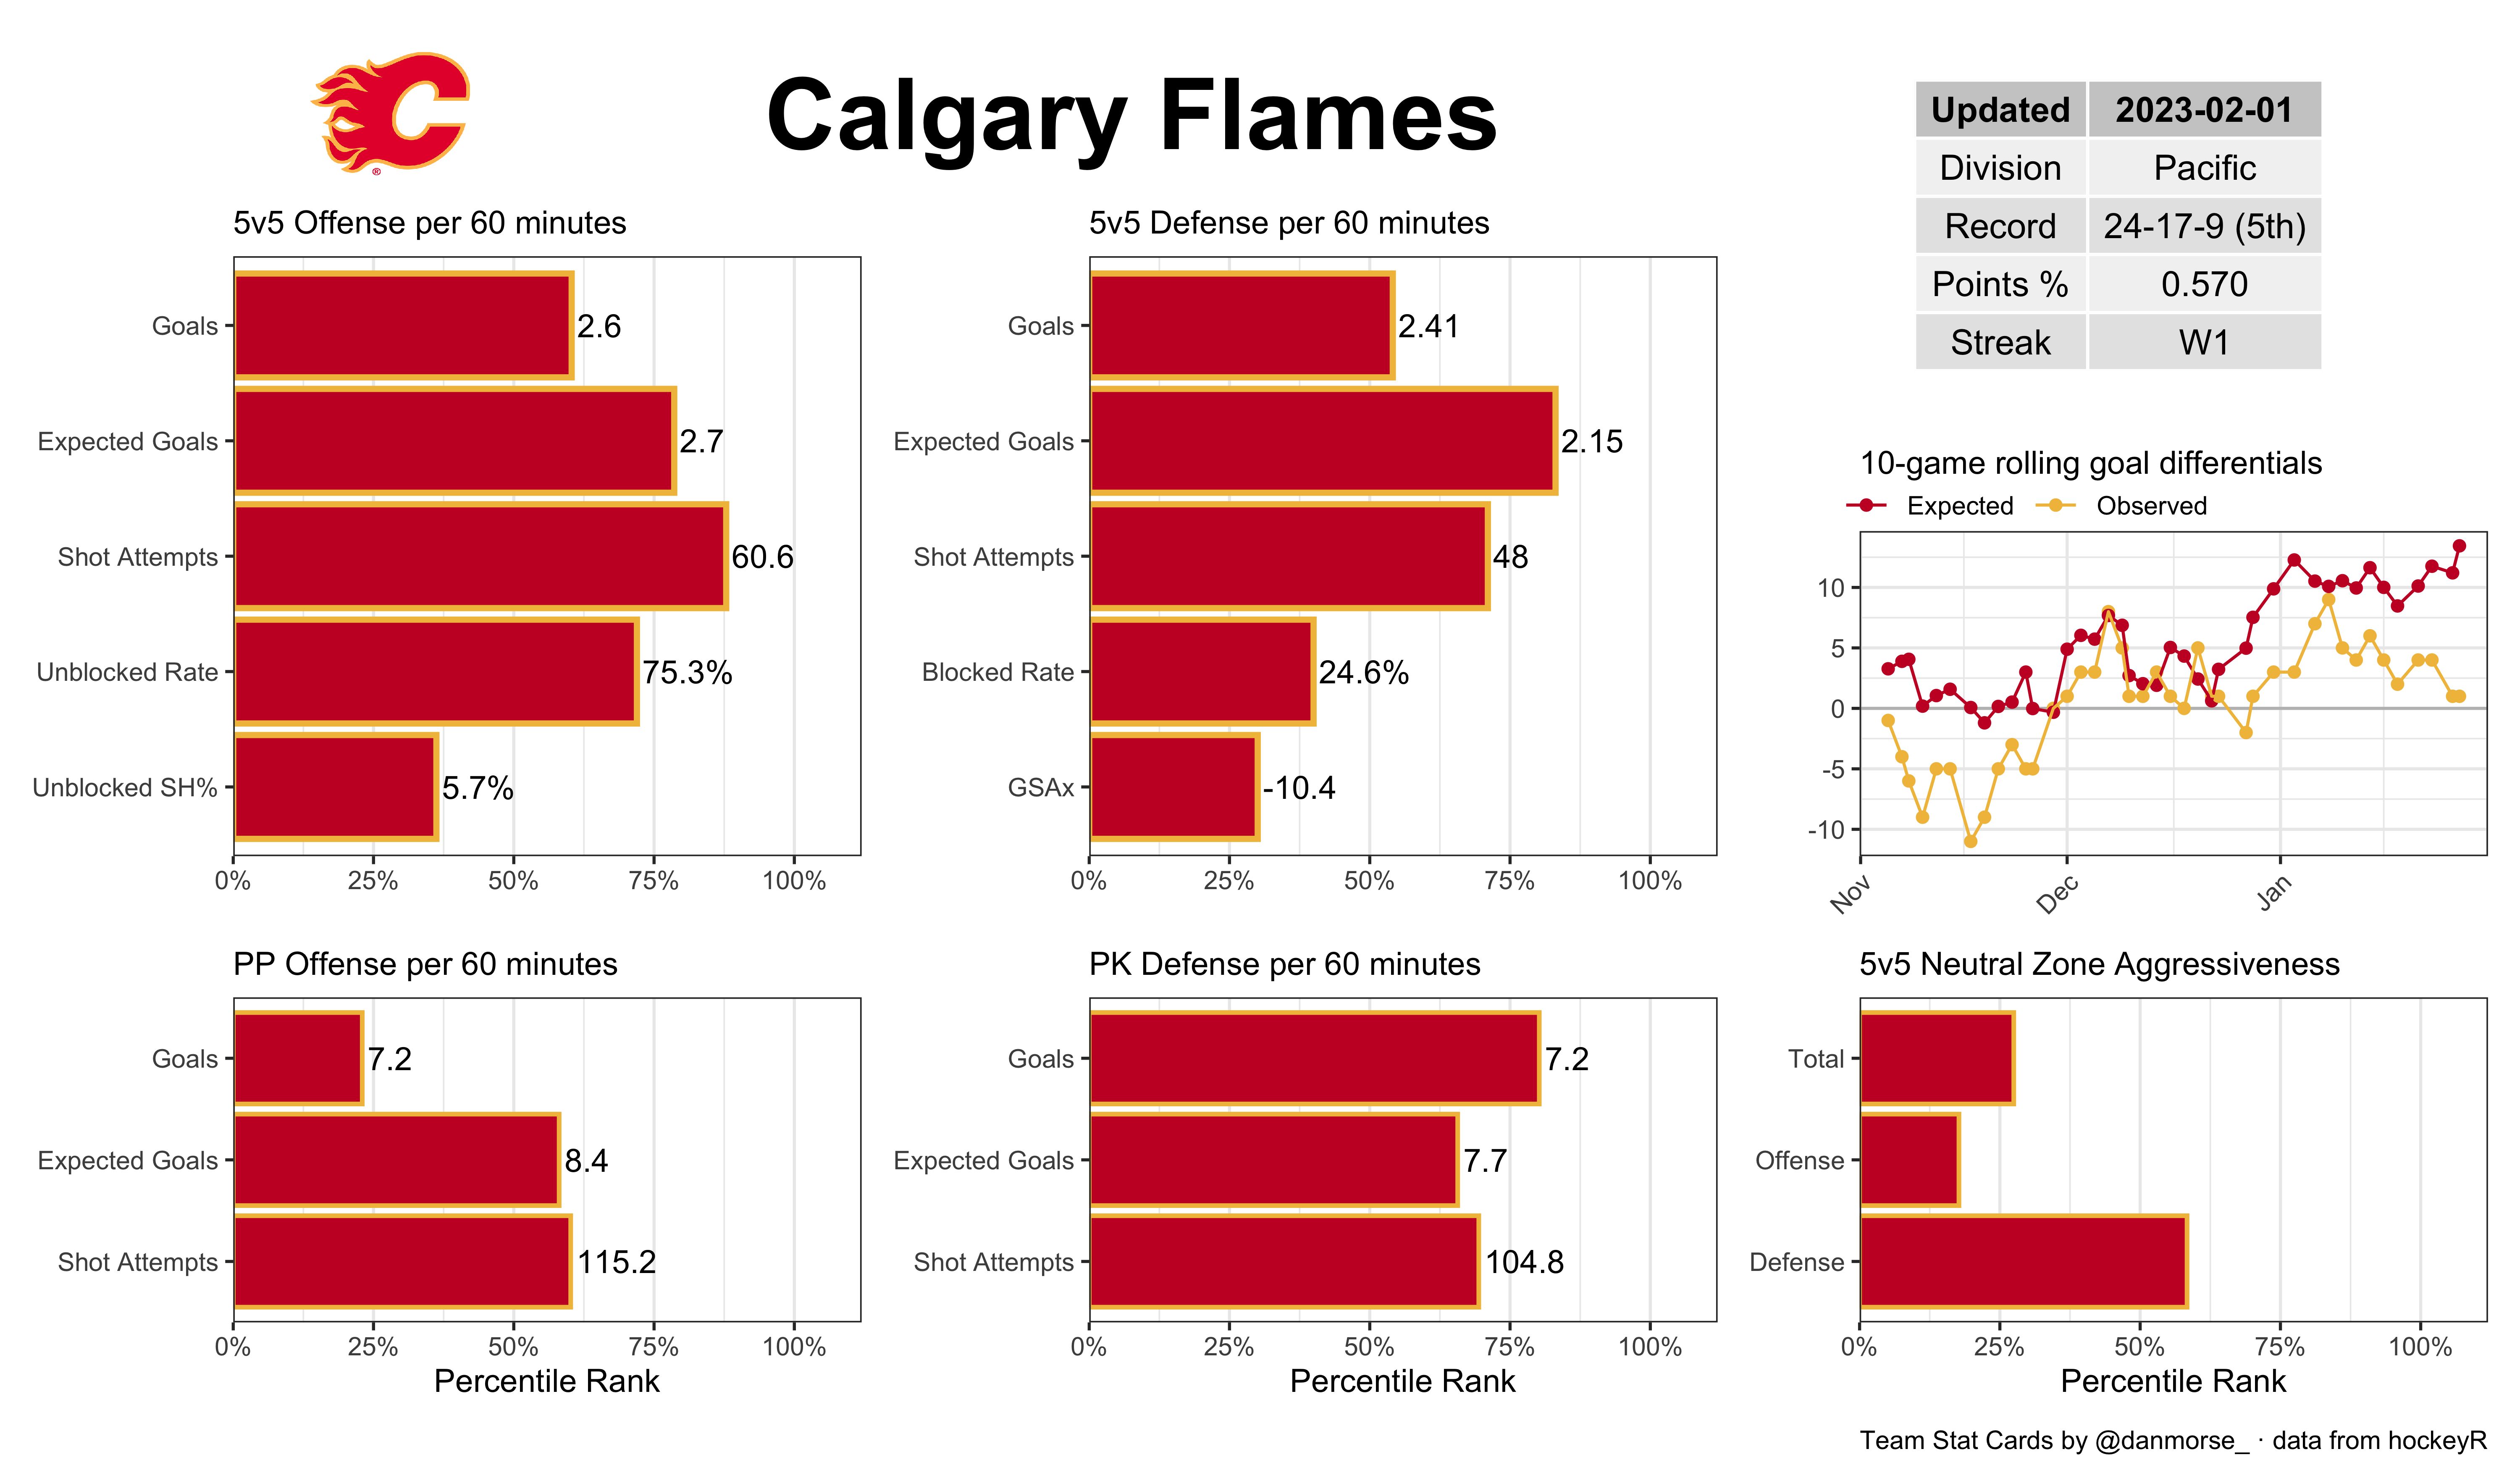 Calgary Flames
®
Updated 2023-02-01
Division Pacific
Record 24-17-9 (5th)
Points % 0.570
Streak W1
5v5 Offense per 60 minutes
Goals 2.6
Expected Goals 2.7
Shot Attempts 60.6
Unblocked Rate 75.3%
Unblocked SH% 5.7%
0% 25% 50% 75% 100%
5v5 Defense per 60 minutes
Goals 2.41
Expected Goals 2.15
Shot Attempts 48
Blocked Rate 24.6%
GSAx -10.4
0% 25% 50% 75% 100%
10-game rolling goal differentials
Expected Observed
10
5
0
-5
-10
Nov Dec Jan
PP Offense per 60 minutes
Goals 7.2
Expected Goals 8.4
Shot Attempts 115.2
0% 25% 50% 75% 100%
Percentile Rank
PK Defense per 60 minutes
Goals 7.2
Expected Goals 7.7
Shot Attempts 104.8
0% 25% 50% 75% 100%
Percentile Rank
5v5 Neutral Zone Aggressiveness
Total
Offense
Defense
0% 25% 50% 75% 100%
Percentile Rank
Team Stat Cards by @danmorse_ · data from hockeyR